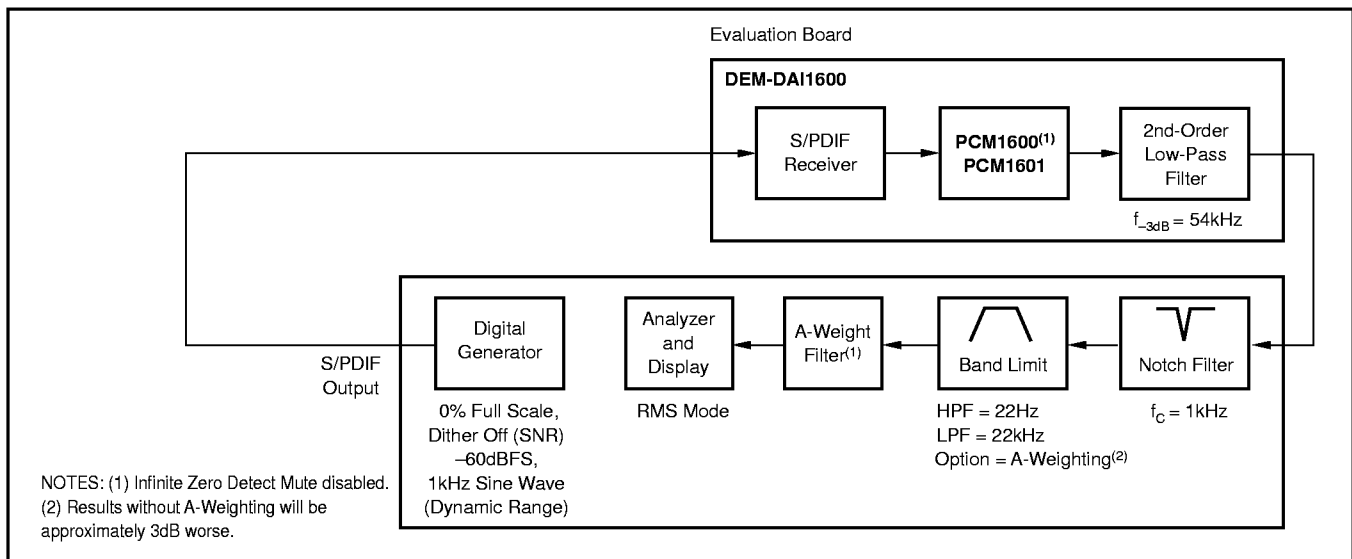 Evaluation Board
DEM-DAI1600
S/PDIF
Receiver
PCM1600(1)
PCM1601
2nd-Order
Low-Pass
Filter
f–3dB = 54kHz
S/PDIF
Output
Digital
Generator
0% Full Scale,
Dither Off (SNR)
–60dBFS,
1kHz Sine Wave
(Dynamic Range)
Analyzer
and
Display
RMS Mode
A-Weight
Filter(1)
Band Limit
HPF = 22Hz
LPF = 22kHz
Option = A-Weighting(2)
Notch Filter
fC = 1kHz
NOTES: (1) Infinite Zero Detect Mute disabled.
(2) Results without A-Weighting will be
approximately 3dB worse.